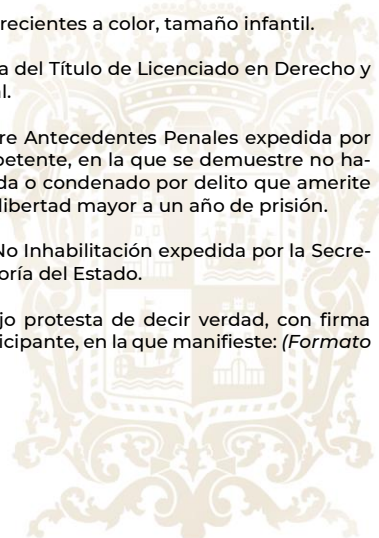 recientes a color, tamaño infantil.
a del Título de Licenciado en Derecho y
l.
re Antecedentes Penales expedida por
petente, en la que se demuestre no ha-
da o condenado por delito que amerite
libertad mayor a un año de prisión.
No Inhabilitación expedida por la Secre-
oría del Estado.
jo protesta de decir verdad, con firma
icipante, en la que manifieste: (Formato